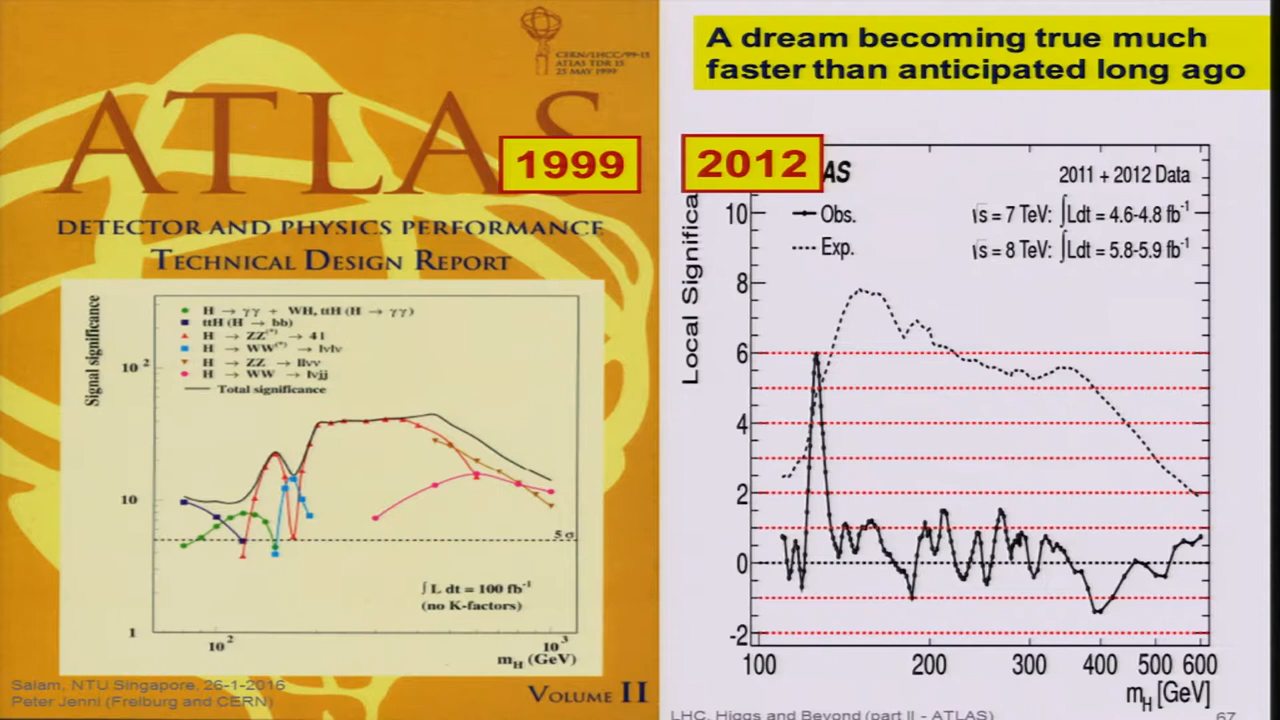 CERN/LHCC/99-15
ATLAS TDR 15
25 MAY 1999
ATLAS
1999
DETECTOR AND PHYSICS PERFORMANCE
TECHNICAL DESIGN REPORT
Signal significance
H → γγ + WH, ttH (H → γγ)
ttH (H → bb)
H → ZZ(*) → 4l
H → WW(*) → lνlν
H → ZZ → llνν
H → WW → lνjj
Total significance
10²
10
1
5 σ
∫ L dt = 100 fb⁻¹
(no K-factors)
10² 10³
mH (GeV)
VOLUME II
Salam, NTU Singapore, 26-1-2016
Peter Jenni (Freiburg and CERN)
A dream becoming true much
faster than anticipated long ago
2012
AS
2011 + 2012 Data
Obs.
Exp.
√s = 7 TeV: ∫Ldt = 4.6-4.8 fb⁻¹
√s = 8 TeV: ∫Ldt = 5.8-5.9 fb⁻¹
Local Significa
10
8
6
4
2
0
-2
100 200 300 400 500 600
mH [GeV]
LHC, Higgs and Beyond (part II - ATLAS)
67